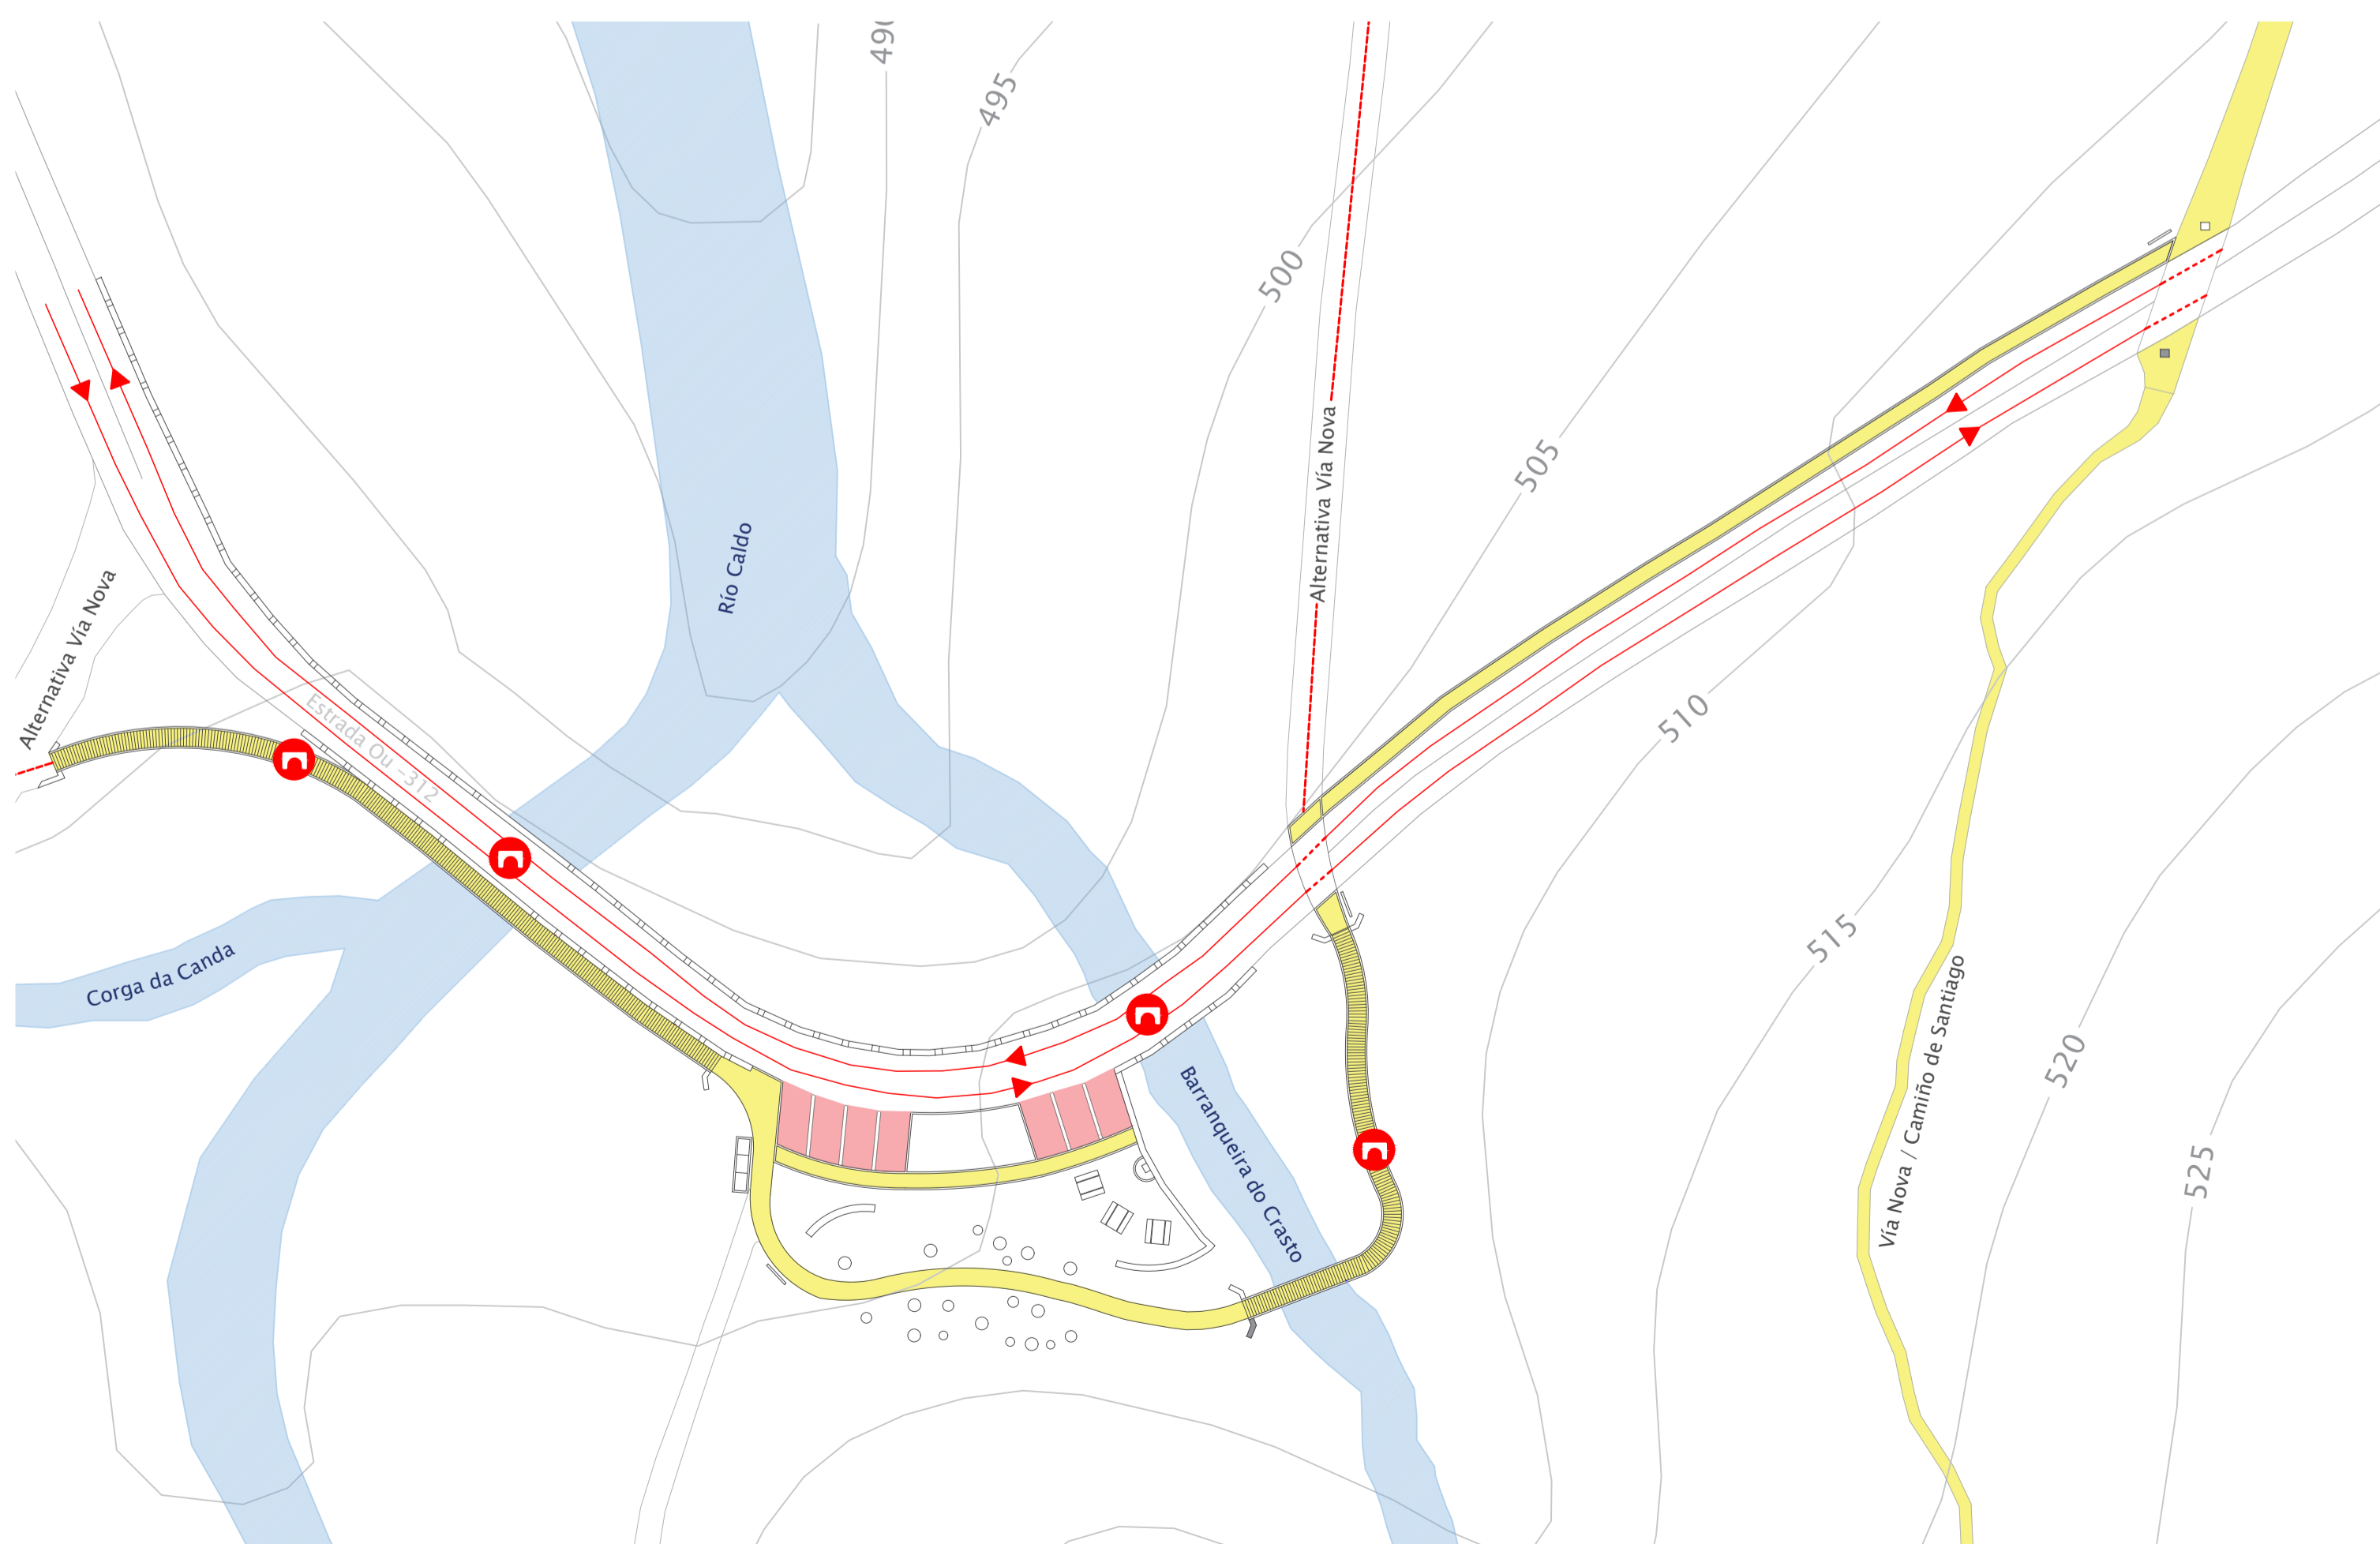 490
495
500
505
Alternativa Vía Nova
Río Caldo
Alternativa Vía Nova
Estrada Ou -312
510
515
Corga da Canda
Vía Nova / Camiño de Santiago
520
Barranqueira do Crasto
525